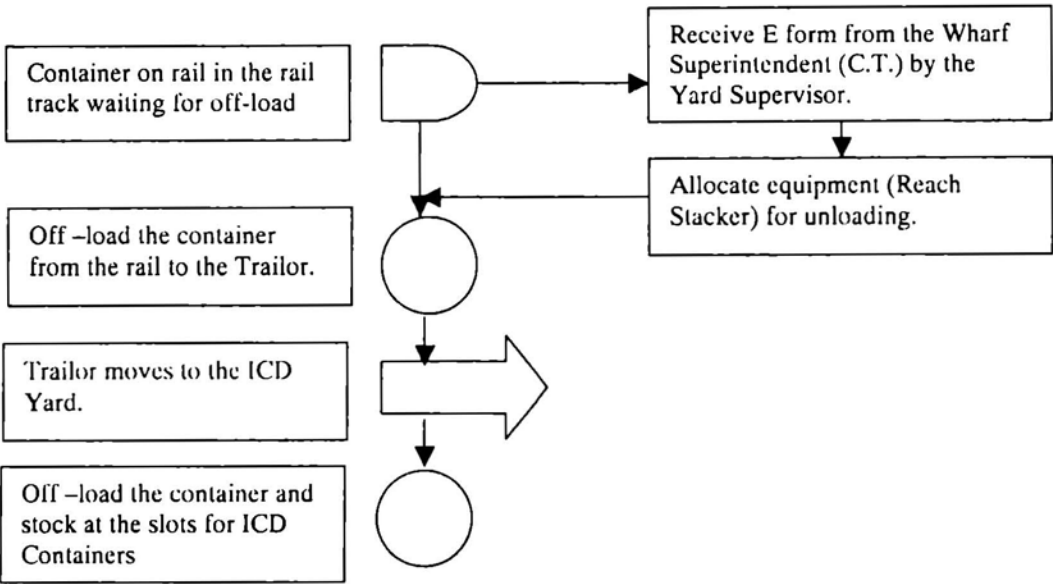 Container on rail in the rail
track waiting for off-load
Receive E form from the Wharf
Superintendent (C.T.) by the
Yard Supervisor.
Allocate equipment (Reach
Stacker) for unloading.
Off –load the container
from the rail to the Trailor.
Trailor moves to the ICD
Yard.
Off –load the container and
stock at the slots for ICD
Containers